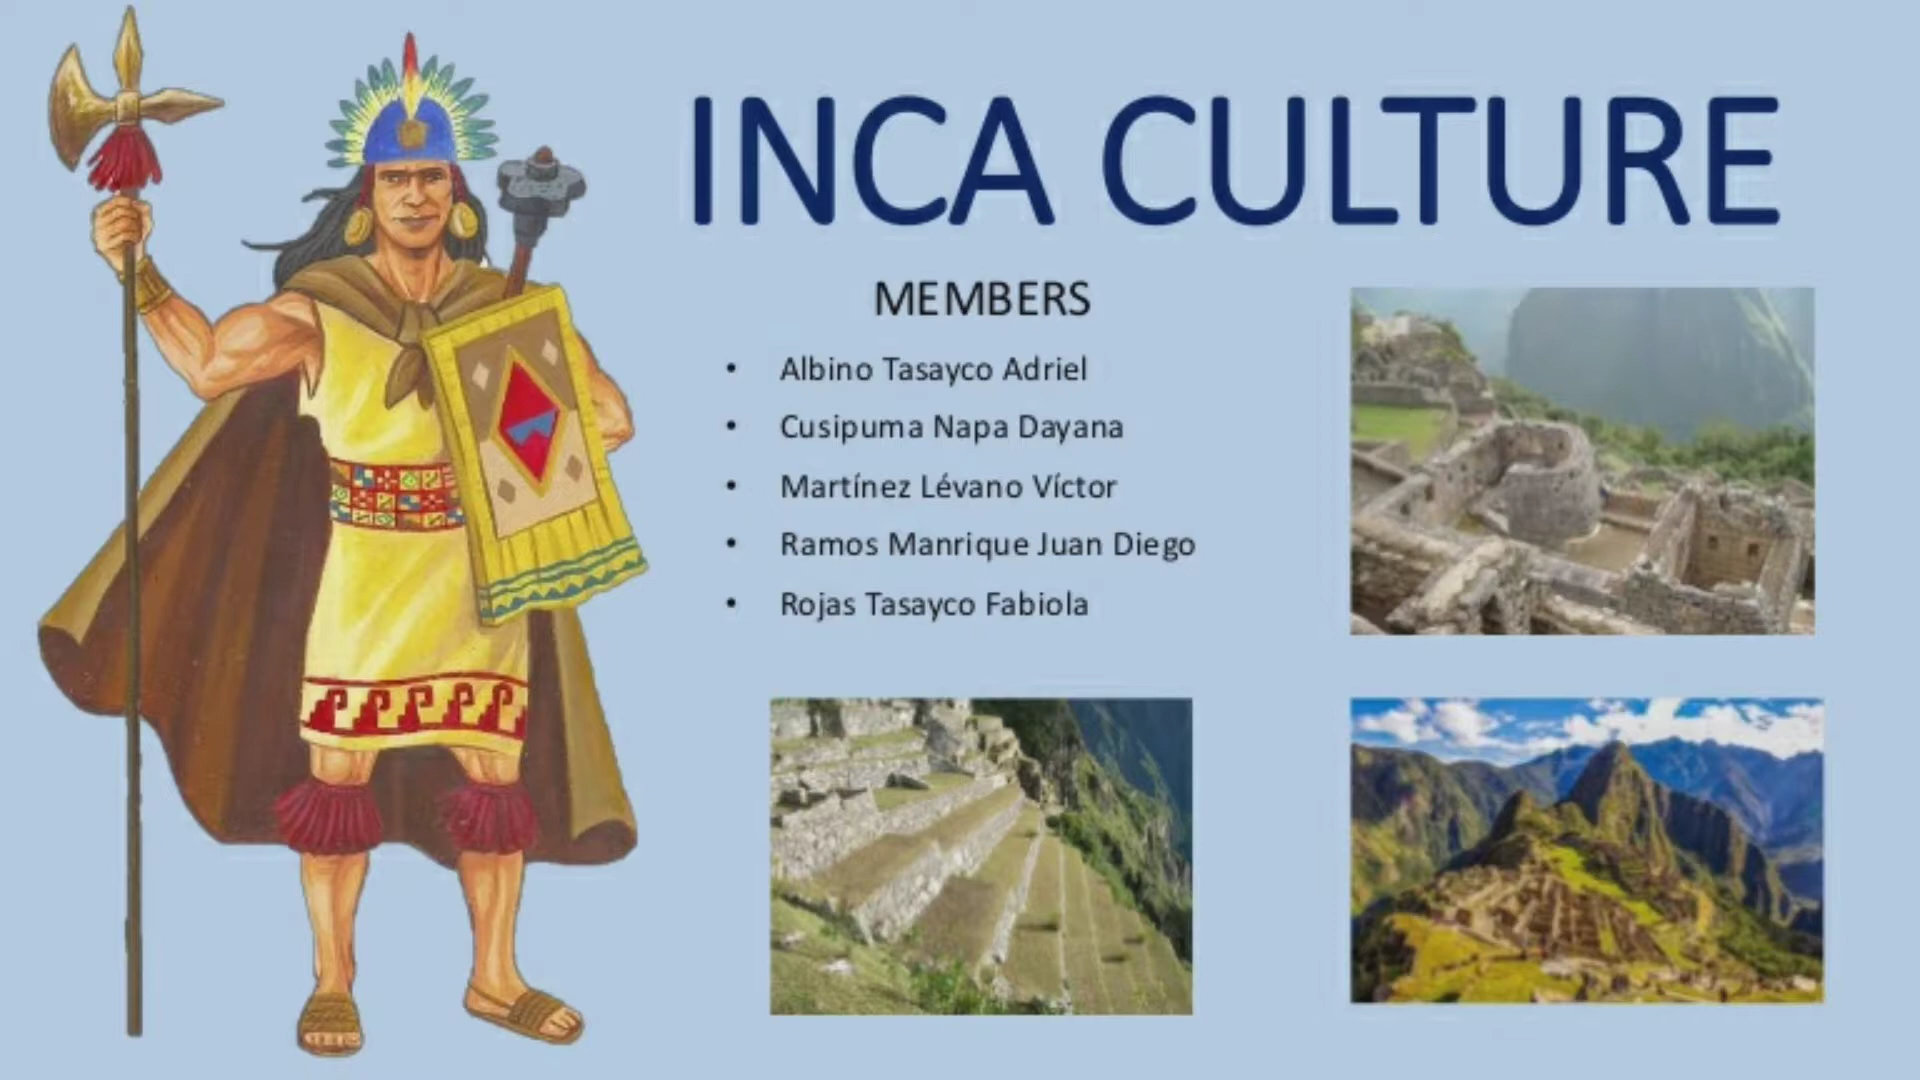 INCA CULTURE
MEMBERS
• Albino Tasayco Adriel
• Cusipuma Napa Dayana
• Martínez Lévano Víctor
• Ramos Manrique Juan Diego
• Rojas Tasayco Fabiola